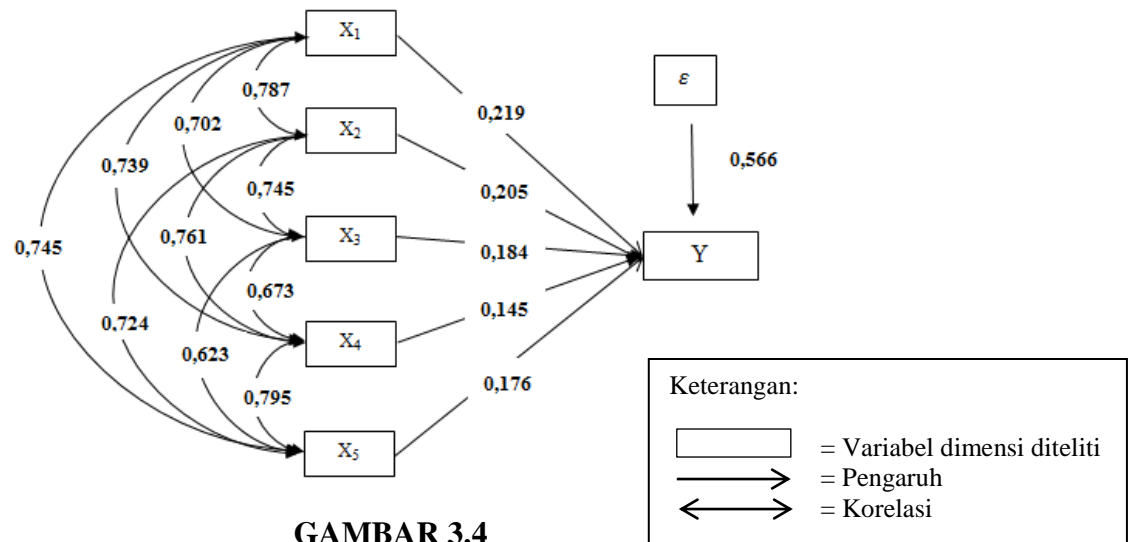 X₁
ε
0,787
0,219
0,702
X₂
0,739
0,566
0,745
0,205
0,745
0,761
X₃
0,184
Y
0,673
0,145
0,724
0,623
X₄
0,176
0,795
X₅
Keterangan:
= Variabel dimensi diteliti
= Pengaruh
= Korelasi
GAMBAR 3.4